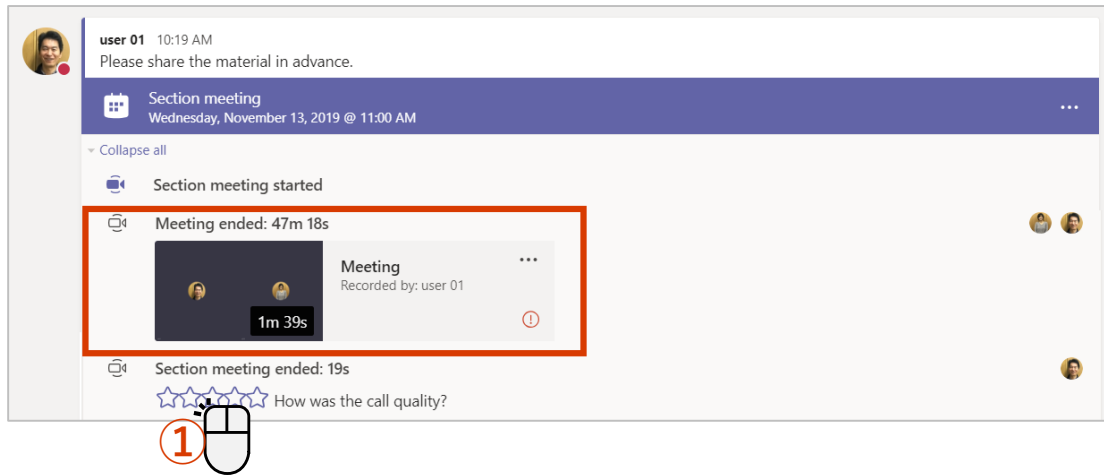 user 01 10:19 AM
Please share the material in advance.
Section meeting
Wednesday, November 13, 2019 @ 11:00 AM
Collapse all
Section meeting started
Meeting ended: 47m 18s
Meeting
Recorded by: user 01
1m 39s
Section meeting ended: 19s
How was the call quality?
①